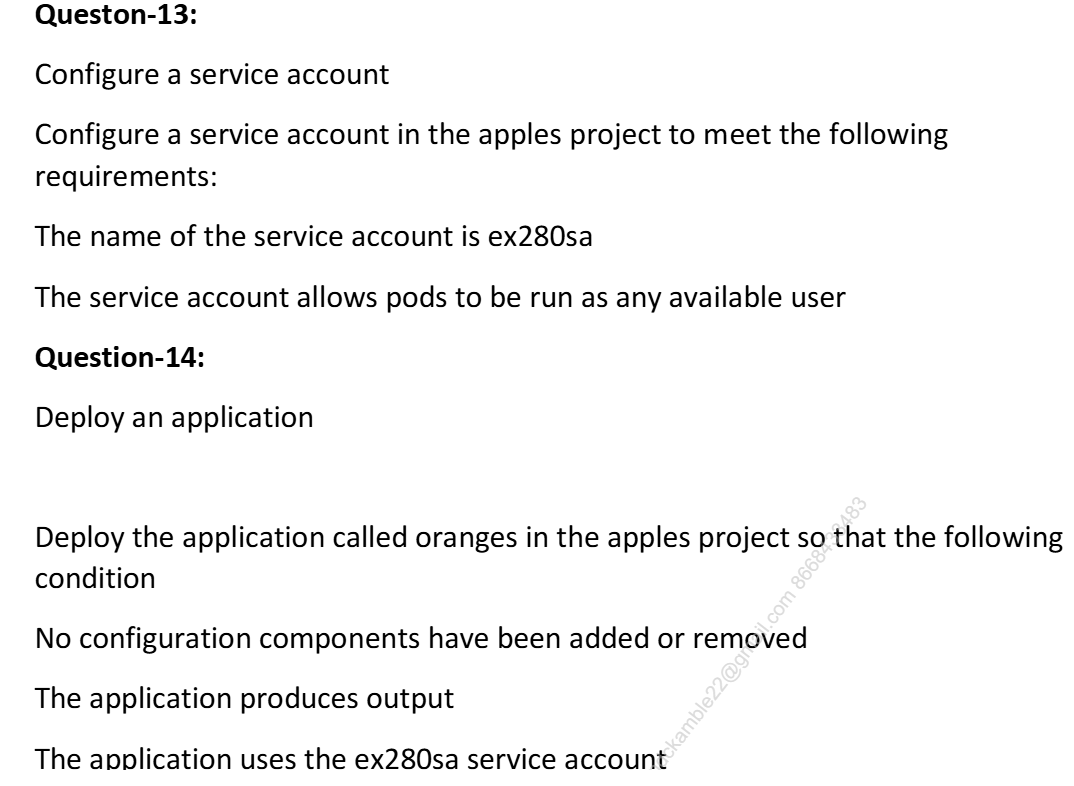 Queston-13:
Configure a service account
Configure a service account in the apples project to meet the following
requirements:
The name of the service account is ex280sa
The service account allows pods to be run as any available user
Question-14:
Deploy an application
Deploy the application called oranges in the apples project so that the following
condition
No configuration components have been added or removed
The application produces output
The application uses the ex280sa service account